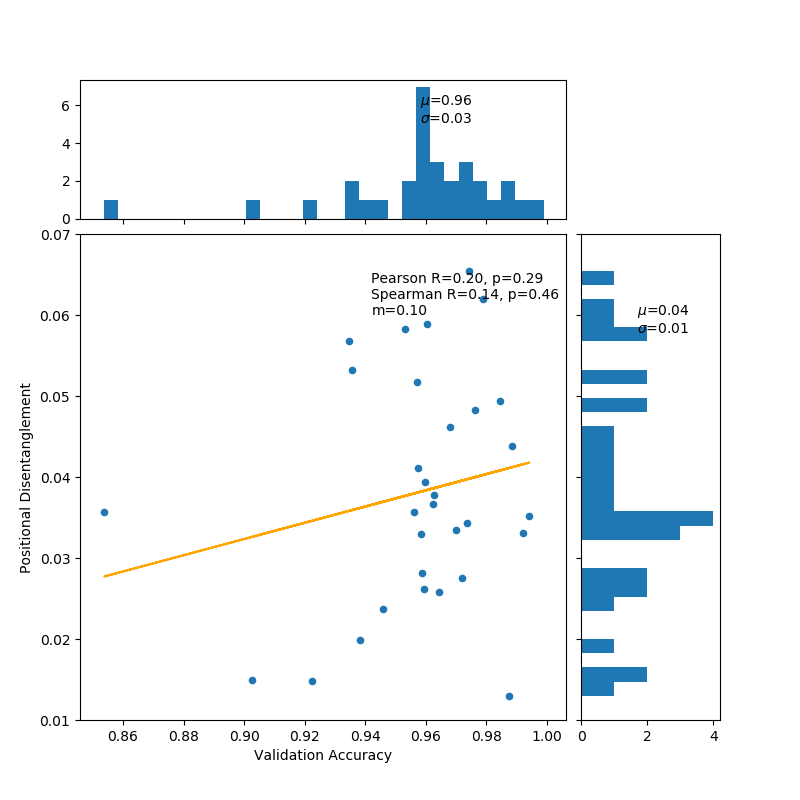 6
4
2
0
μ=0.96
σ=0.03
0.07
0.06
0.05
0.04
0.03
0.02
0.01
Positional Disentanglement
Pearson R=0.20, p=0.29
Spearman R=0.14, p=0.46
m=0.10
μ=0.04
σ=0.01
0.86 0.88 0.90 0.92 0.94 0.96 0.98 1.00
Validation Accuracy
0 2 4